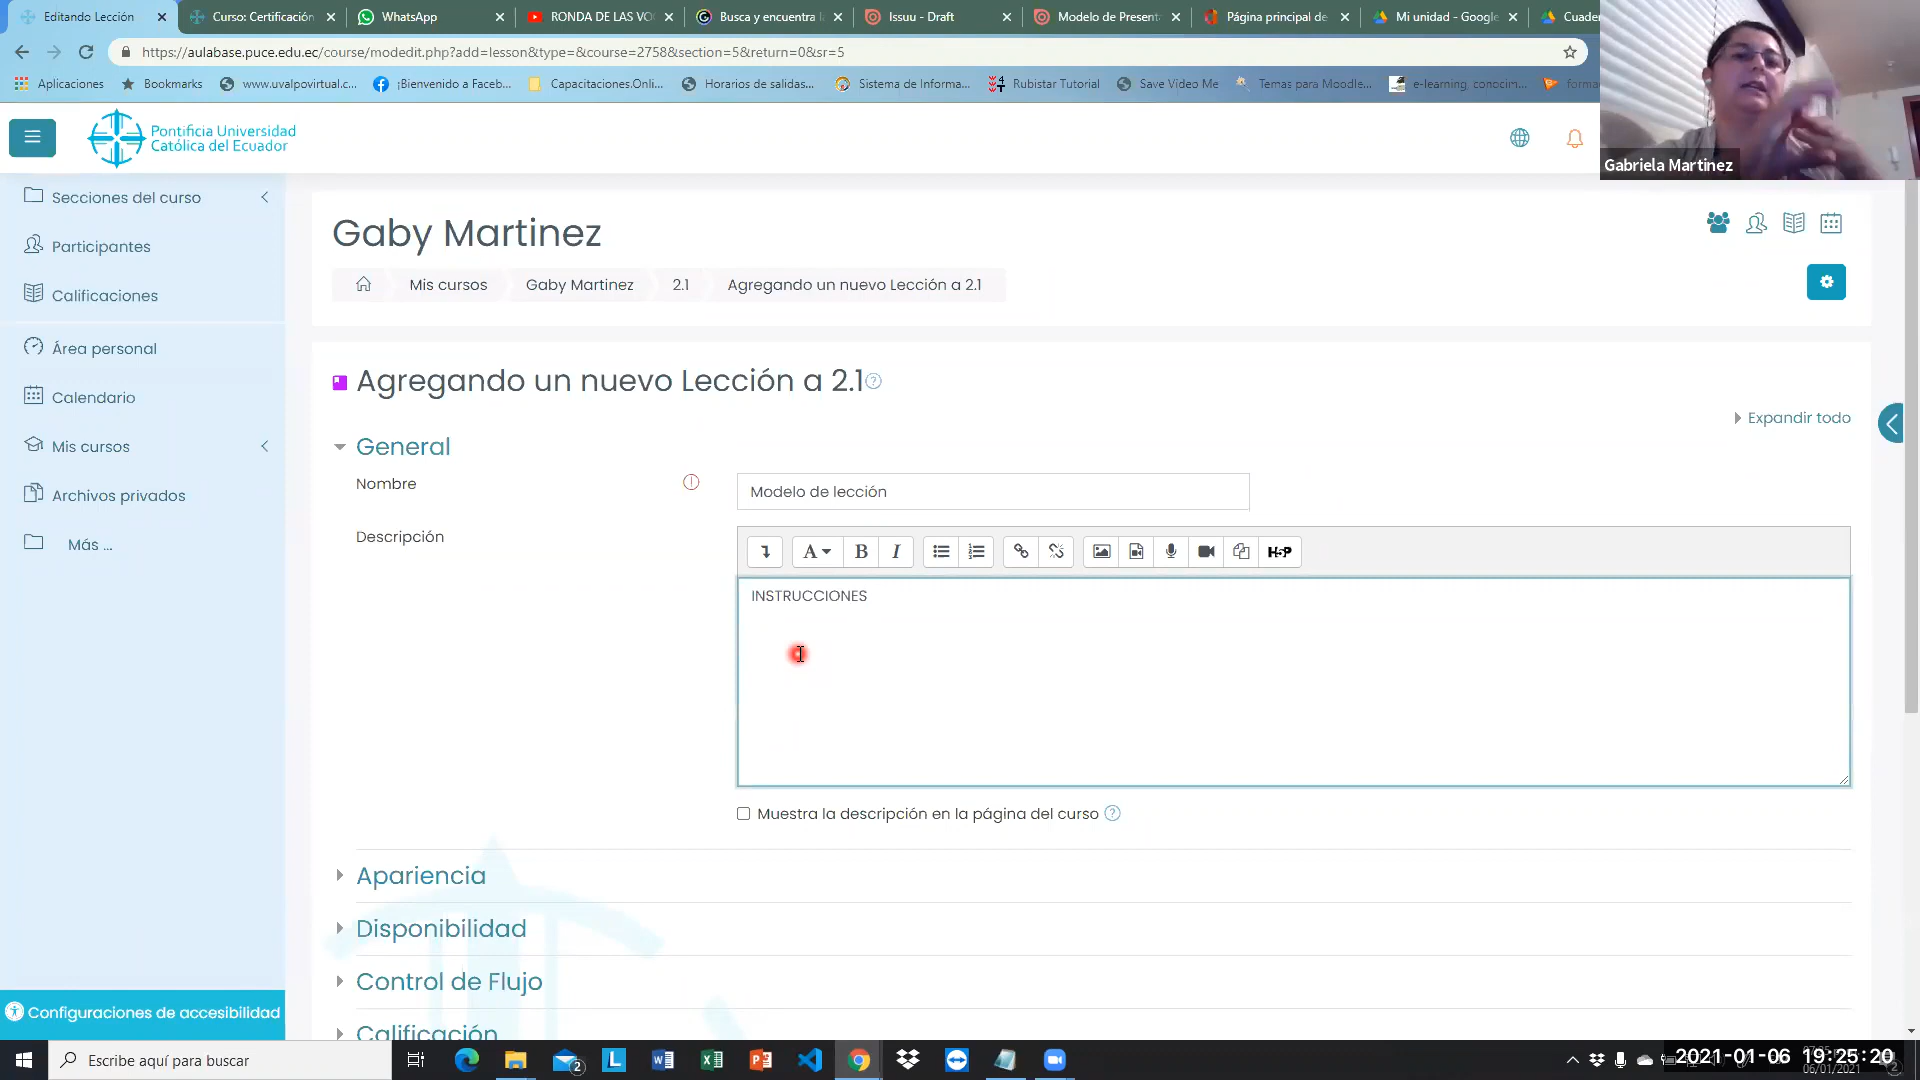 Editando Lección
Curso: Certificación
WhatsApp
RONDA DE LAS VO
Busca y encuentra l
Issuu - Draft
Modelo de Present
Página principal de
Mi unidad - Google
Cuade
https://aulabase.puce.edu.ec/course/modedit.php?add=lesson&type=&course=2758&section=5&return=0&sr=5
Aplicaciones
Bookmarks
www.uvalpovirtual.c...
¡Bienvenido a Faceb...
Capacitaciones.Onli...
Horarios de salidas...
Sistema de Informa...
Rubistar Tutorial
Save Video Me
Temas para Moodle...
e-learning, conocim...
forma
Pontificia Universidad
Católica del Ecuador
Gabriela Martinez
Secciones del curso
Participantes
Calificaciones
Área personal
Calendario
Mis cursos
Archivos privados
Más ...
Configuraciones de accesibilidad
Gaby Martinez
Mis cursos
Gaby Martinez
2.1
Agregando un nuevo Lección a 2.1
Agregando un nuevo Lección a 2.1
Expandir todo
General
Nombre
Modelo de lección
Descripción
A B I
H-P
INSTRUCCIONES
Muestra la descripción en la página del curso
Apariencia
Disponibilidad
Control de Flujo
Calificación
Escribe aquí para buscar
2021-01-06 19:25:20
06/01/2021